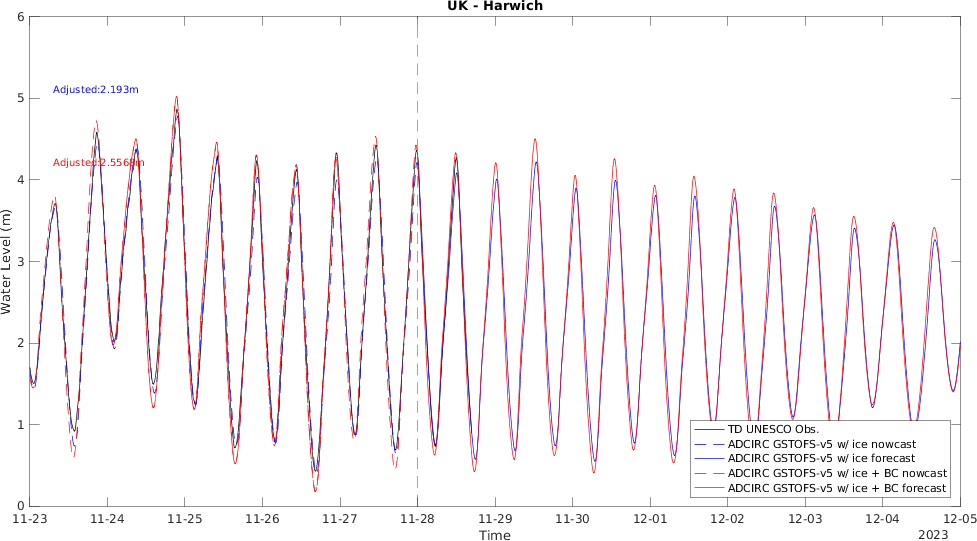 UK - Harwich
6
5
4
3
2
1
0
Water Level (m)
Adjusted:2.193m
Adjusted:2.5568m
TD UNESCO Obs.
ADCIRC GSTOFS-v5 w/ ice nowcast
ADCIRC GSTOFS-v5 w/ ice forecast
ADCIRC GSTOFS-v5 w/ ice + BC nowcast
ADCIRC GSTOFS-v5 w/ ice + BC forecast
11-23 11-24 11-25 11-26 11-27 11-28 11-29 11-30 12-01 12-02 12-03 12-04 12-05
Time
2023